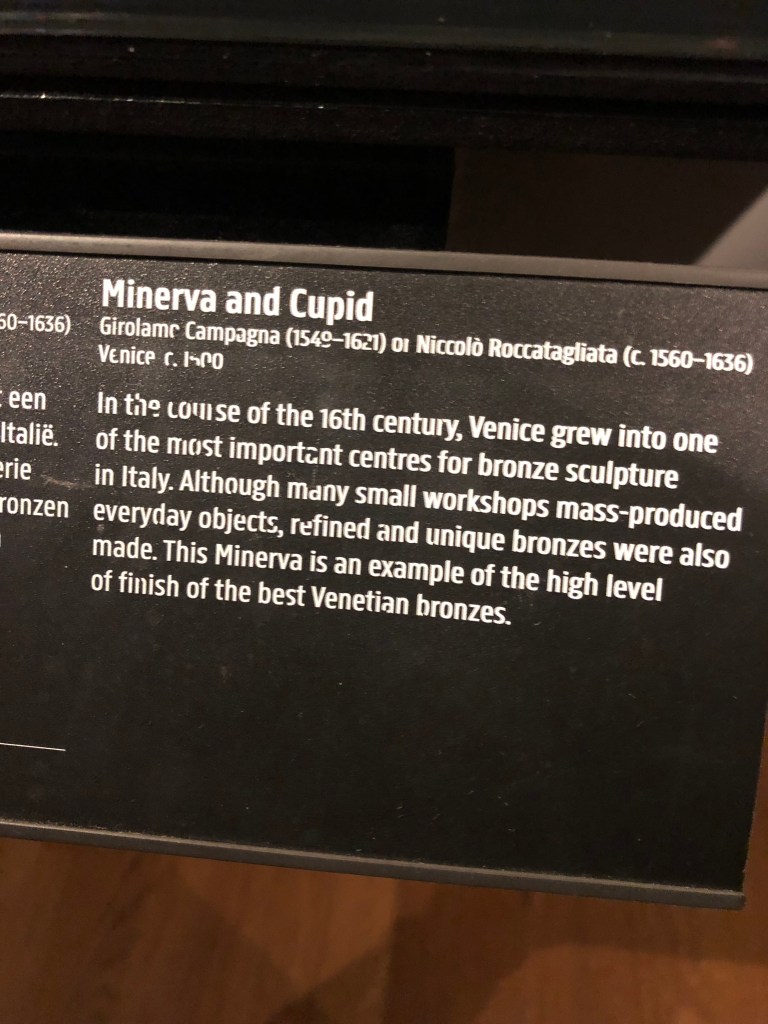 60–1636)
een
Italië.
erie
ronzen
Minerva and Cupid
Girolamo Campagna (1549–1621) or Niccolò Roccatagliata (c. 1560–1636)
Venice c.
In the course of the 16th century, Venice grew into one
of the most important centres for bronze sculpture
in Italy. Although many small workshops mass-produced
everyday objects, refined and unique bronzes were also
made. This Minerva is an example of the high level
of finish of the best Venetian bronzes.